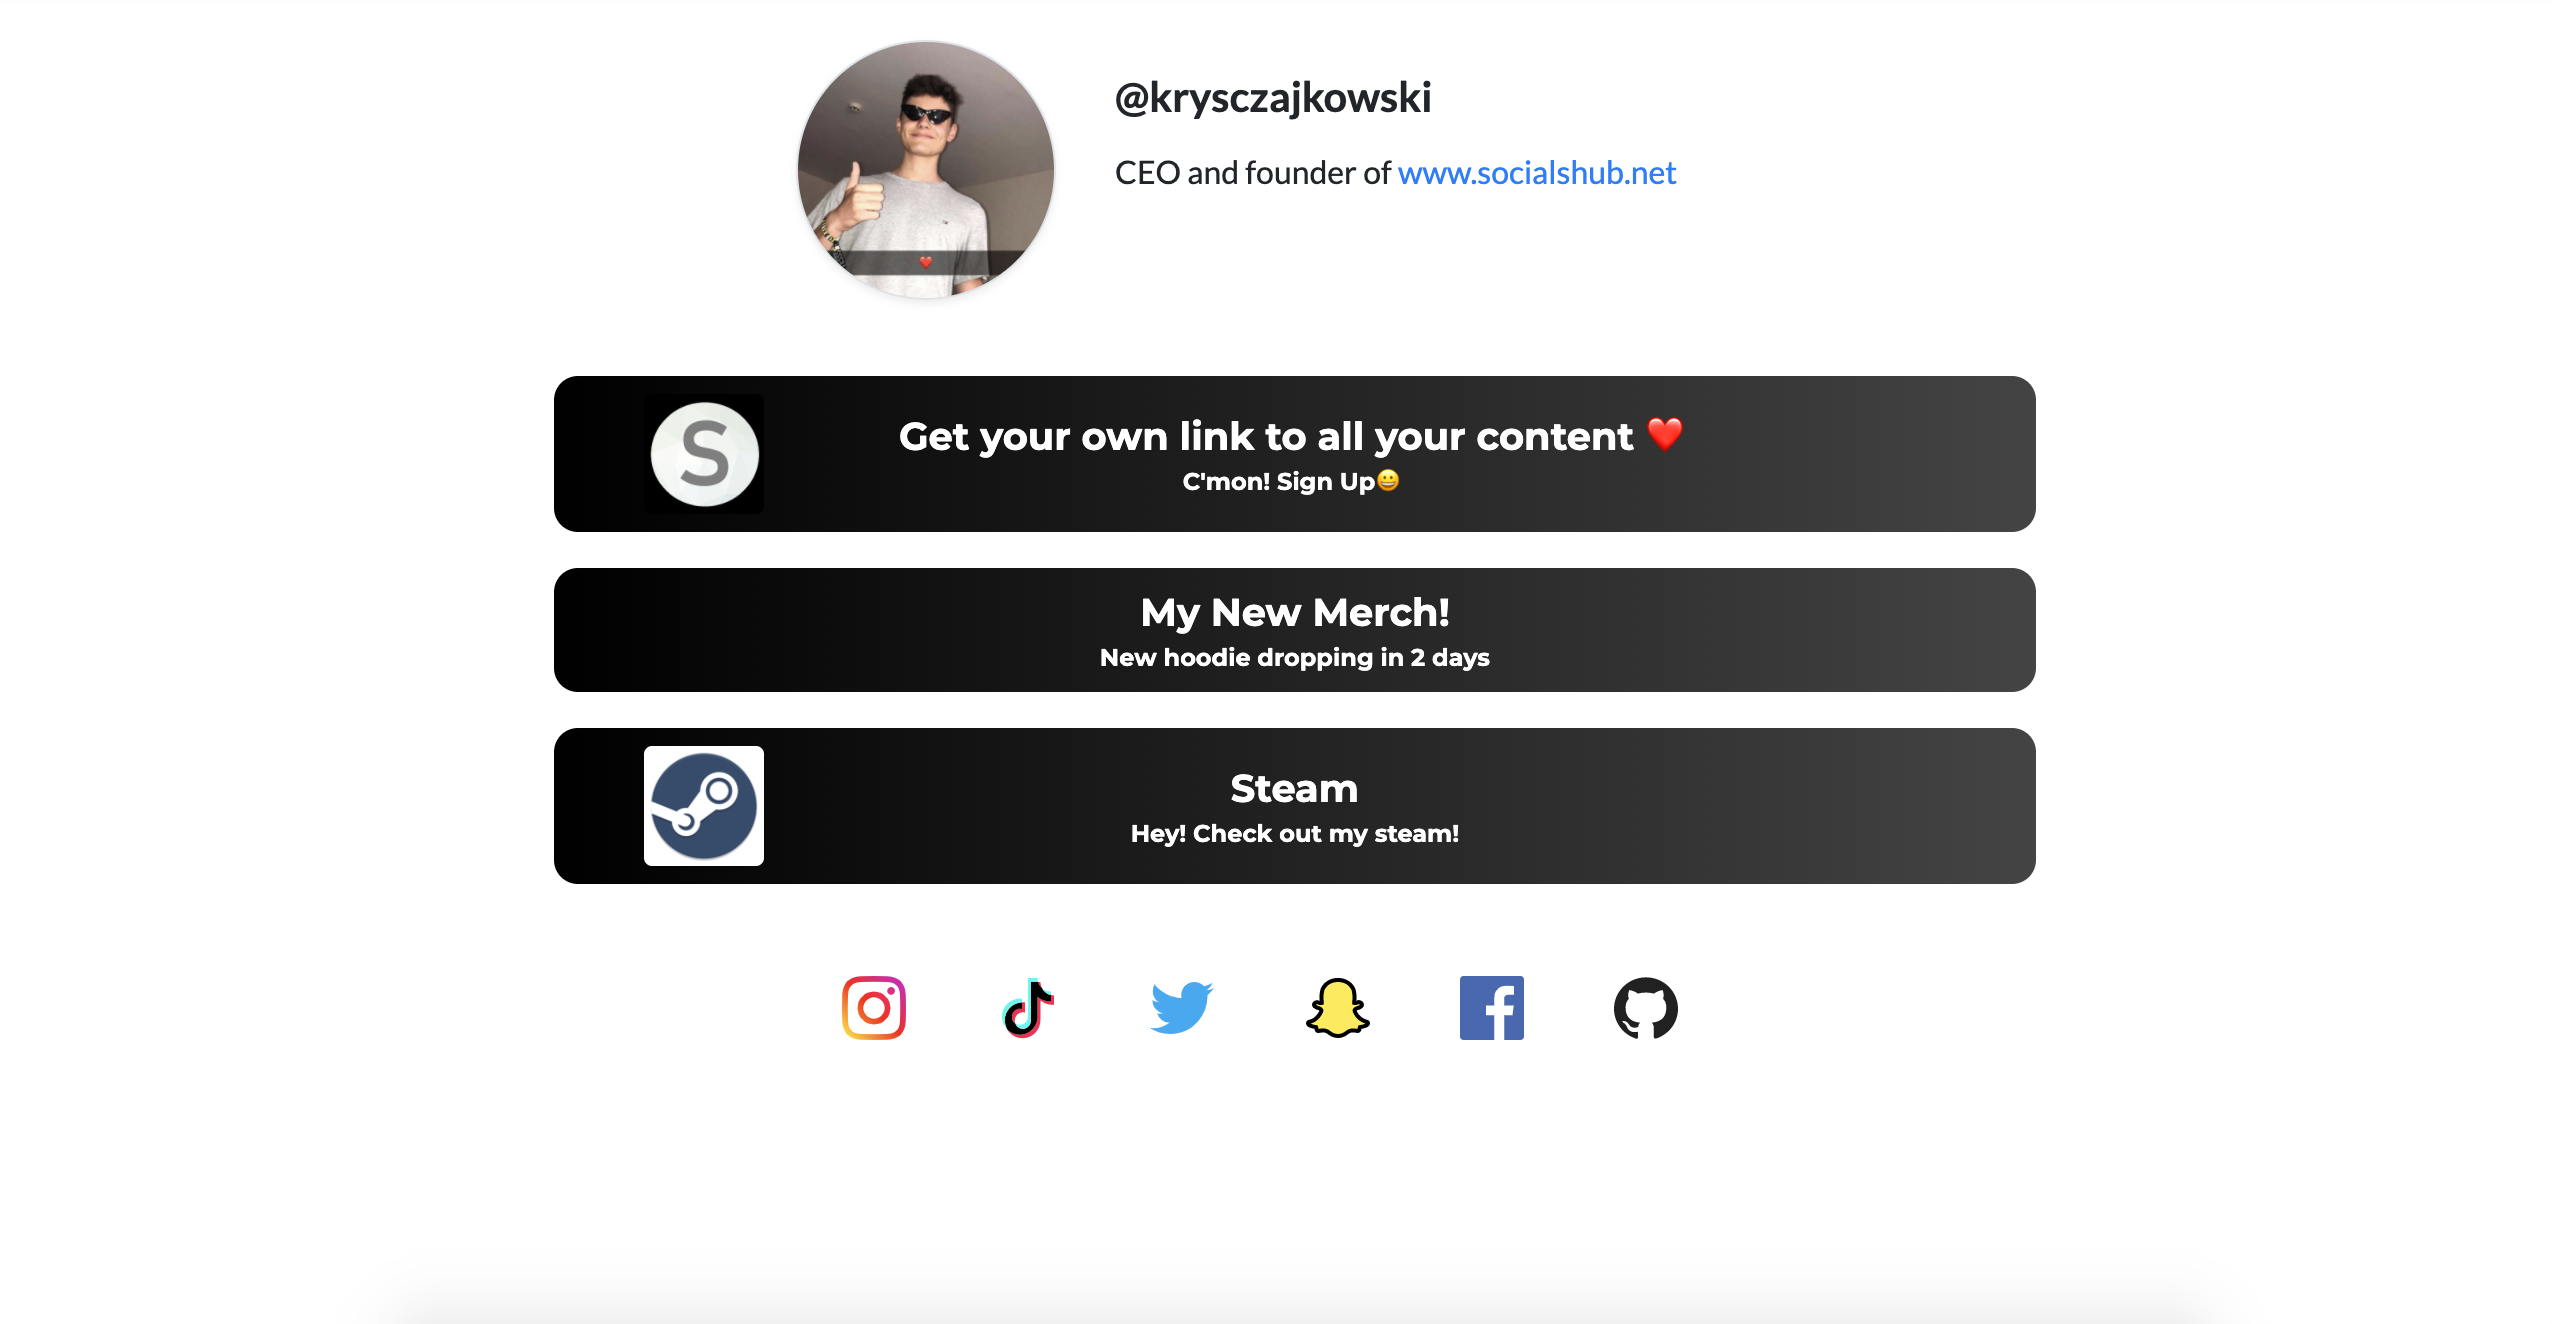 @krysczajkowski
CEO and founder of www.socialshub.net
S
Get your own link to all your content ❤️
C'mon! Sign Up😀
My New Merch!
New hoodie dropping in 2 days
Steam
Hey! Check out my steam!